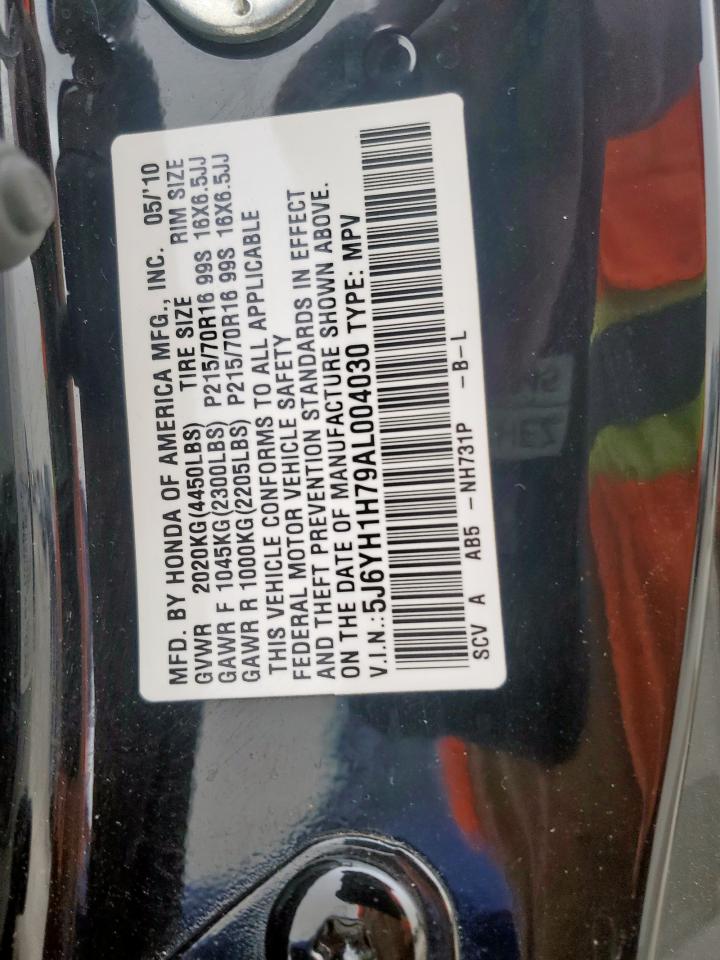 MFD. BY HONDA OF AMERICA MFG., INC. 05/'10
GVWR 2020KG(4450LBS) TIRE SIZE RIM SIZE
GAWR F 1045KG(2300LBS) P215/70R16 99S 16X6.5JJ
GAWR R 1000KG(2205LBS) P215/70R16 99S 16X6.5JJ
THIS VEHICLE CONFORMS TO ALL APPLICABLE
FEDERAL MOTOR VEHICLE SAFETY
AND THEFT PREVENTION STANDARDS IN EFFECT
ON THE DATE OF MANUFACTURE SHOWN ABOVE.
V.I.N.:5J6YH1H79AL004030 TYPE: MPV
SCV A AB5 -NH731P -B-L